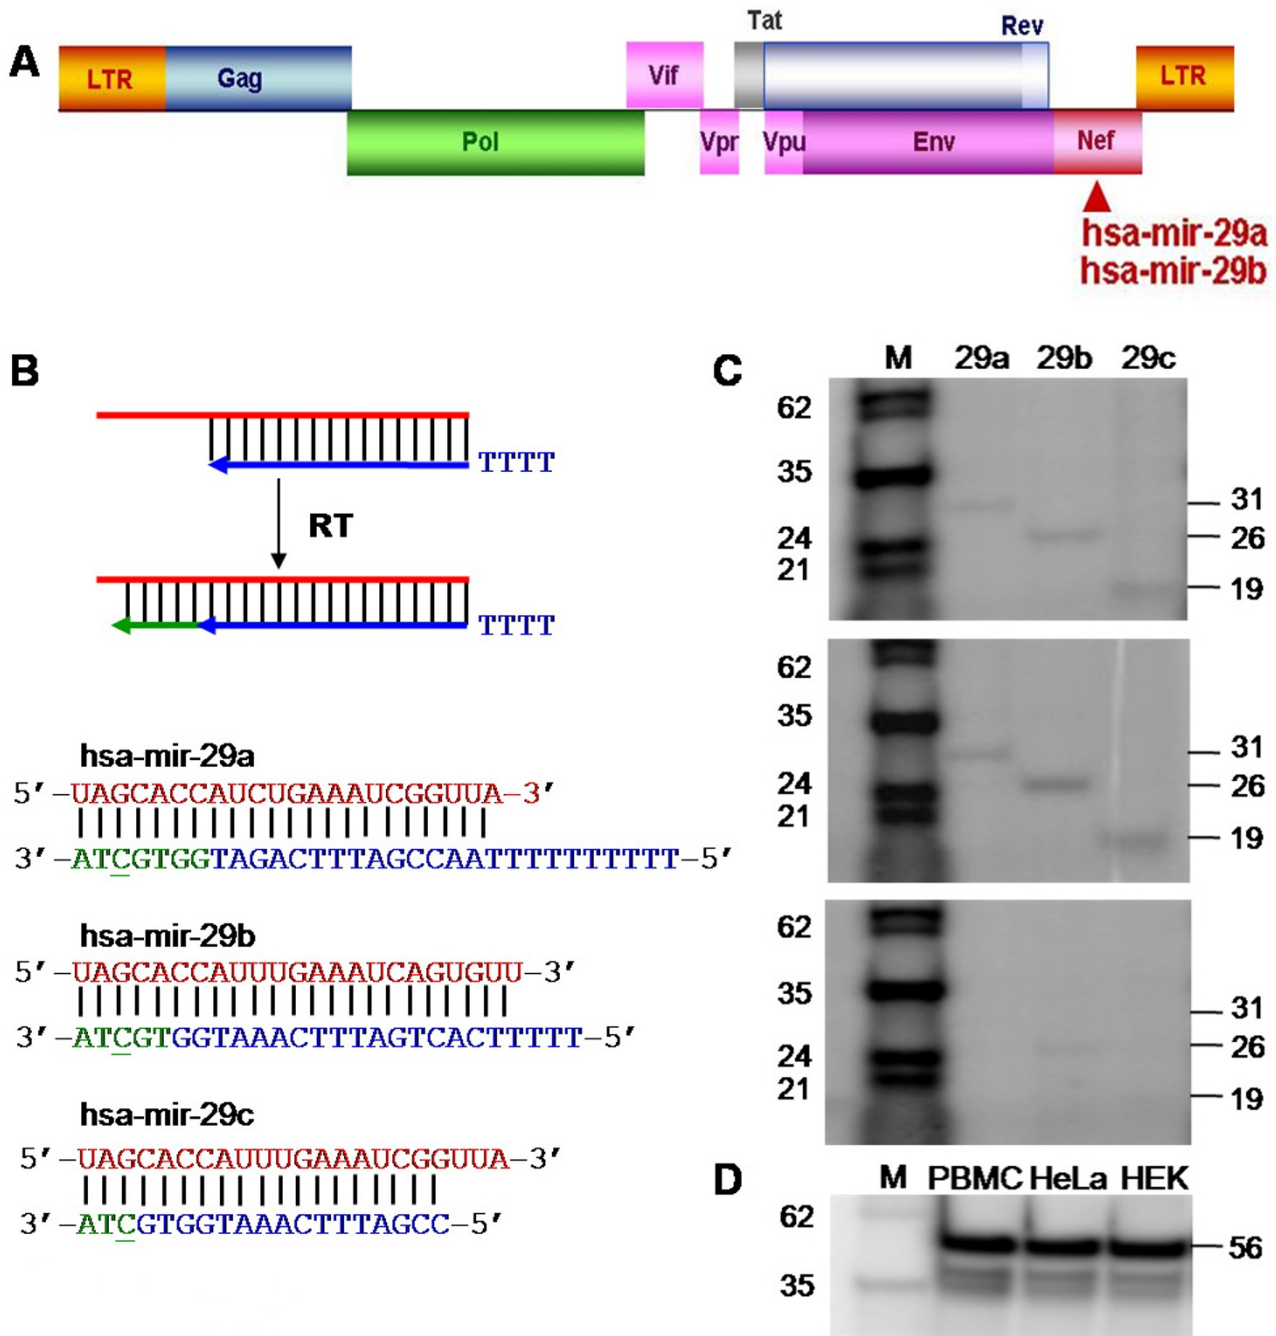 A
Tat
Rev
LTR
Gag
Vif
LTR
Pol
Vpr
Vpu
Env
Nef
hsa-mir-29a
hsa-mir-29b
B
TTTT
RT
TTTT
hsa-mir-29a
5′ –UAGCACCAUCUGAAAUCGGUUA–3′
3′ –ATCGTGGTAGACTTTAGCCAATTTTTTTTTT–5′
hsa-mir-29b
5′ –UAGCACCAUUUGAAAUCAGUGUU–3′
3′ –ATCGTGGTAAACTTTAGTCACTTTTT–5′
hsa-mir-29c
5′ –UAGCACCAUUUGAAAUCGGUUA–3′
3′ –ATCGTGGTAAACTTTAGCC–5′
C
M 29a 29b 29c
62
35
24
21
31
26
19
62
35
24
21
31
26
19
62
35
24
21
31
26
19
D
M PBMC HeLa HEK
62
35
56